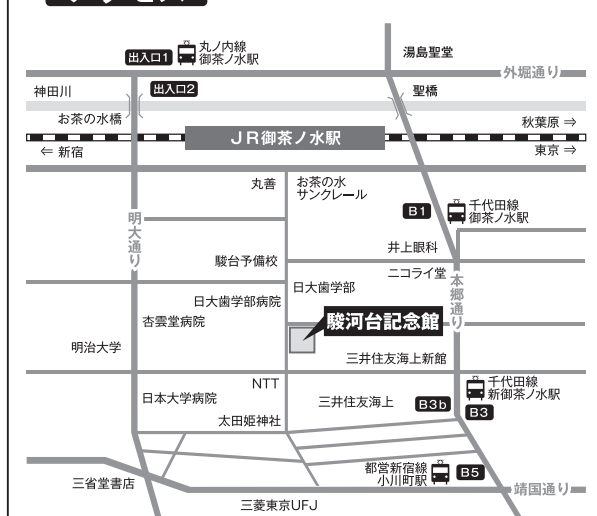 出入口1
丸ノ内線
御茶ノ水駅
湯島聖堂
外堀通り
神田川
出入口2
聖橋
お茶の水橋
秋葉原 ⇒
JR御茶ノ水駅
⇐ 新宿
東京 ⇒
丸善
お茶の水
サンクレール
B1
千代田線
御茶ノ水駅
明大通り
井上眼科
駿台予備校
ニコライ堂
本郷通り
日大歯学部
日大歯学部病院
杏雲堂病院
駿河台記念館
明治大学
三井住友海上新館
NTT
千代田線
新御茶ノ水駅
日本大学病院
三井住友海上
B3b
B3
太田姫神社
都営新宿線
小川町駅
B5
三省堂書店
靖国通り
三菱東京UFJ